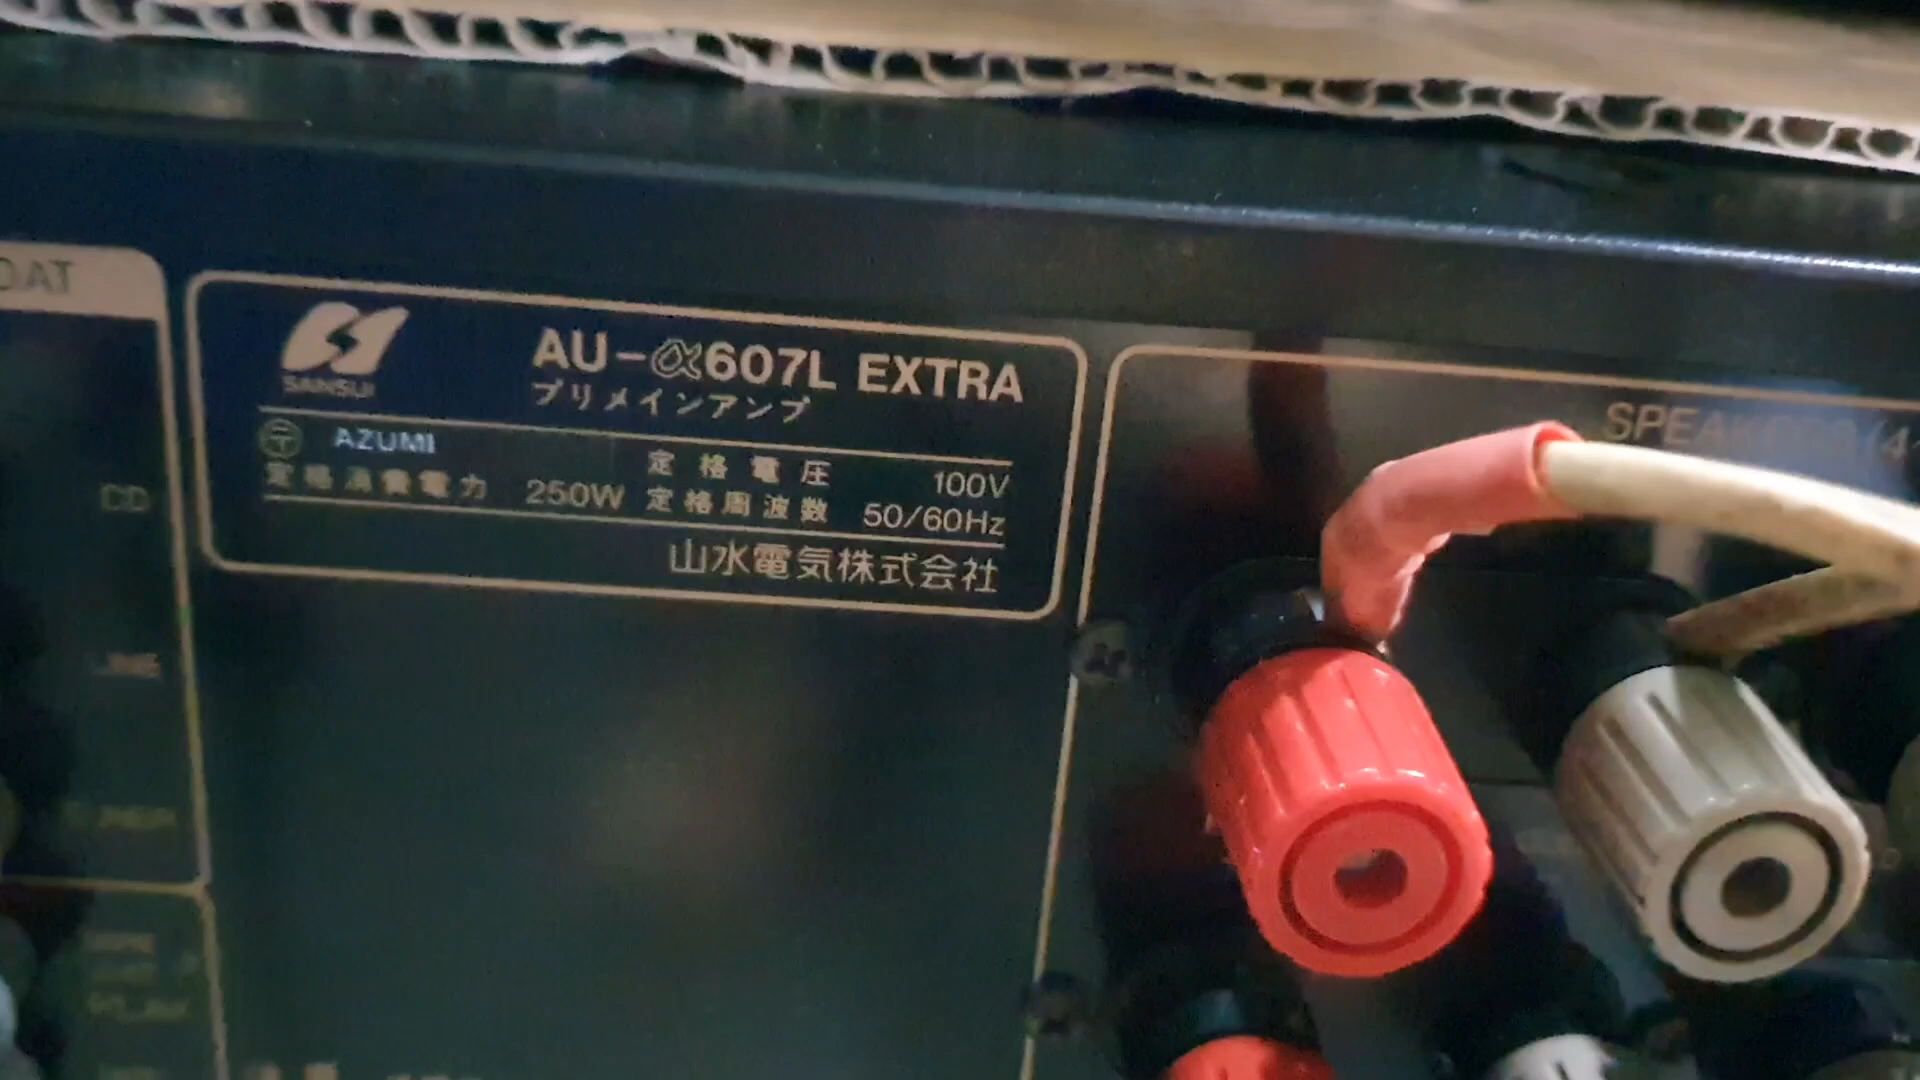 DAT
SANSUI
AU-α607L EXTRA
プリメインアンプ
〒 AZUMI
定格電圧 100V
定格消費電力 250W 定格周波数 50/60Hz
山水電気株式会社
CD
LINE